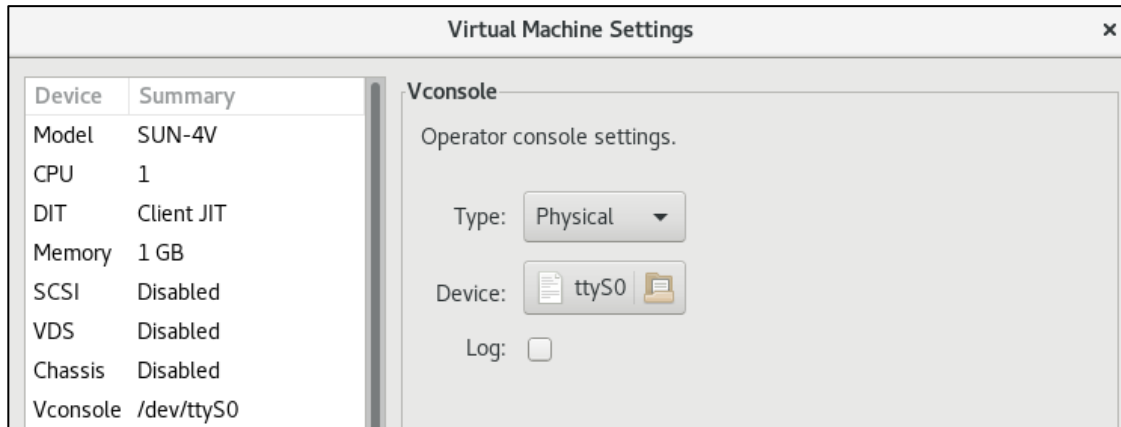 Virtual Machine Settings ×
Device Summary
Model SUN-4V
CPU 1
DIT Client JIT
Memory 1 GB
SCSI Disabled
VDS Disabled
Chassis Disabled
Vconsole /dev/ttyS0
Vconsole
Operator console settings.
Type: Physical
Device: ttyS0
Log: